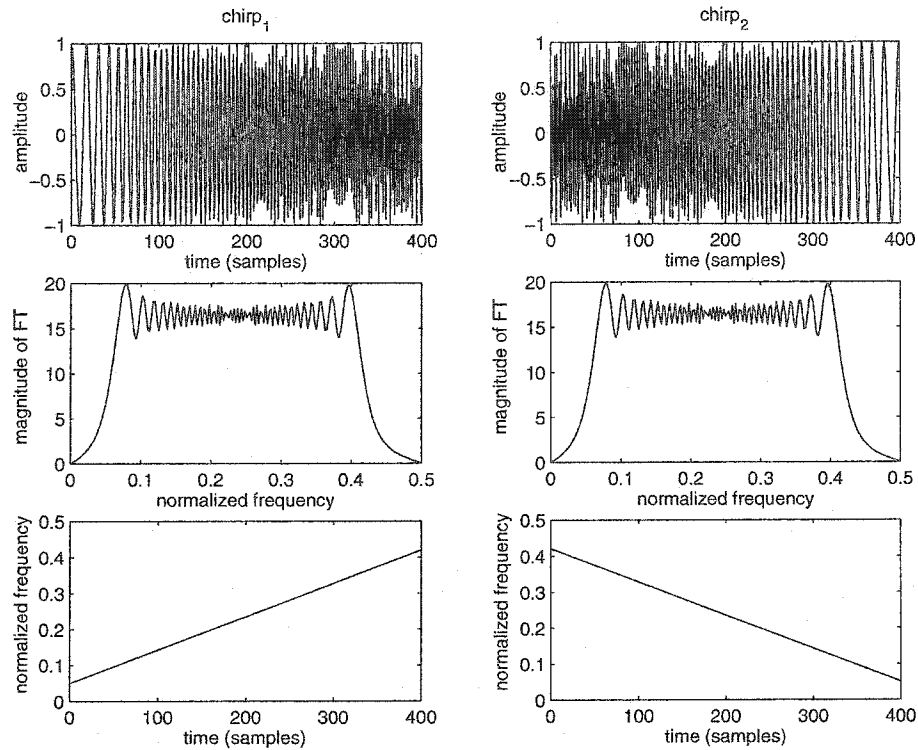 chirp1
chirp2
amplitude
1
0.5
0
−0.5
−1
0 100 200 300 400
time (samples)
amplitude
1
0.5
0
−0.5
−1
0 100 200 300 400
time (samples)
magnitude of FT
20
15
10
5
0
0 0.1 0.2 0.3 0.4 0.5
normalized frequency
magnitude of FT
20
15
10
5
0
0 0.1 0.2 0.3 0.4 0.5
normalized frequency
normalized frequency
0.5
0.4
0.3
0.2
0.1
0
0 100 200 300 400
time (samples)
normalized frequency
0.5
0.4
0.3
0.2
0.1
0
0 100 200 300 400
time (samples)